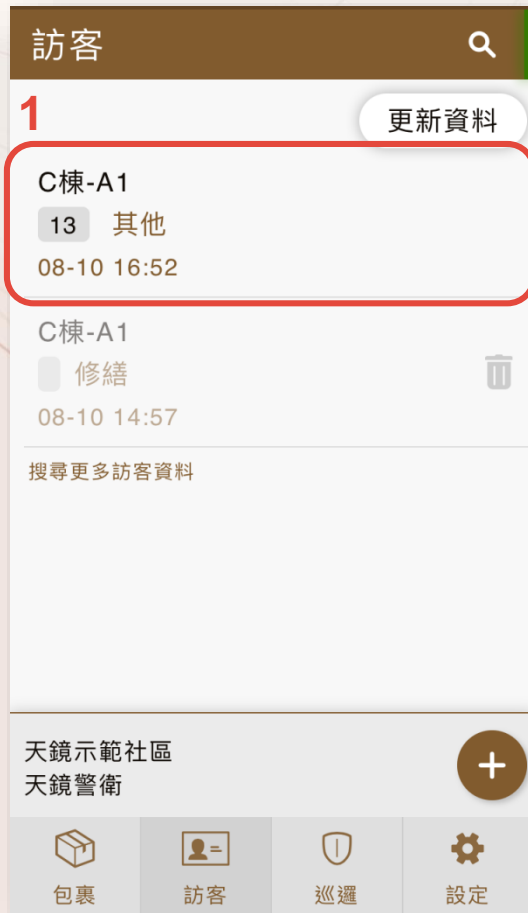 訪客
1
更新資料
C棟-A1
13 其他
08-10 16:52
C棟-A1
修繕
08-10 14:57
搜尋更多訪客資料
天鏡示範社區
天鏡警衛
包裹 訪客 巡邏 設定